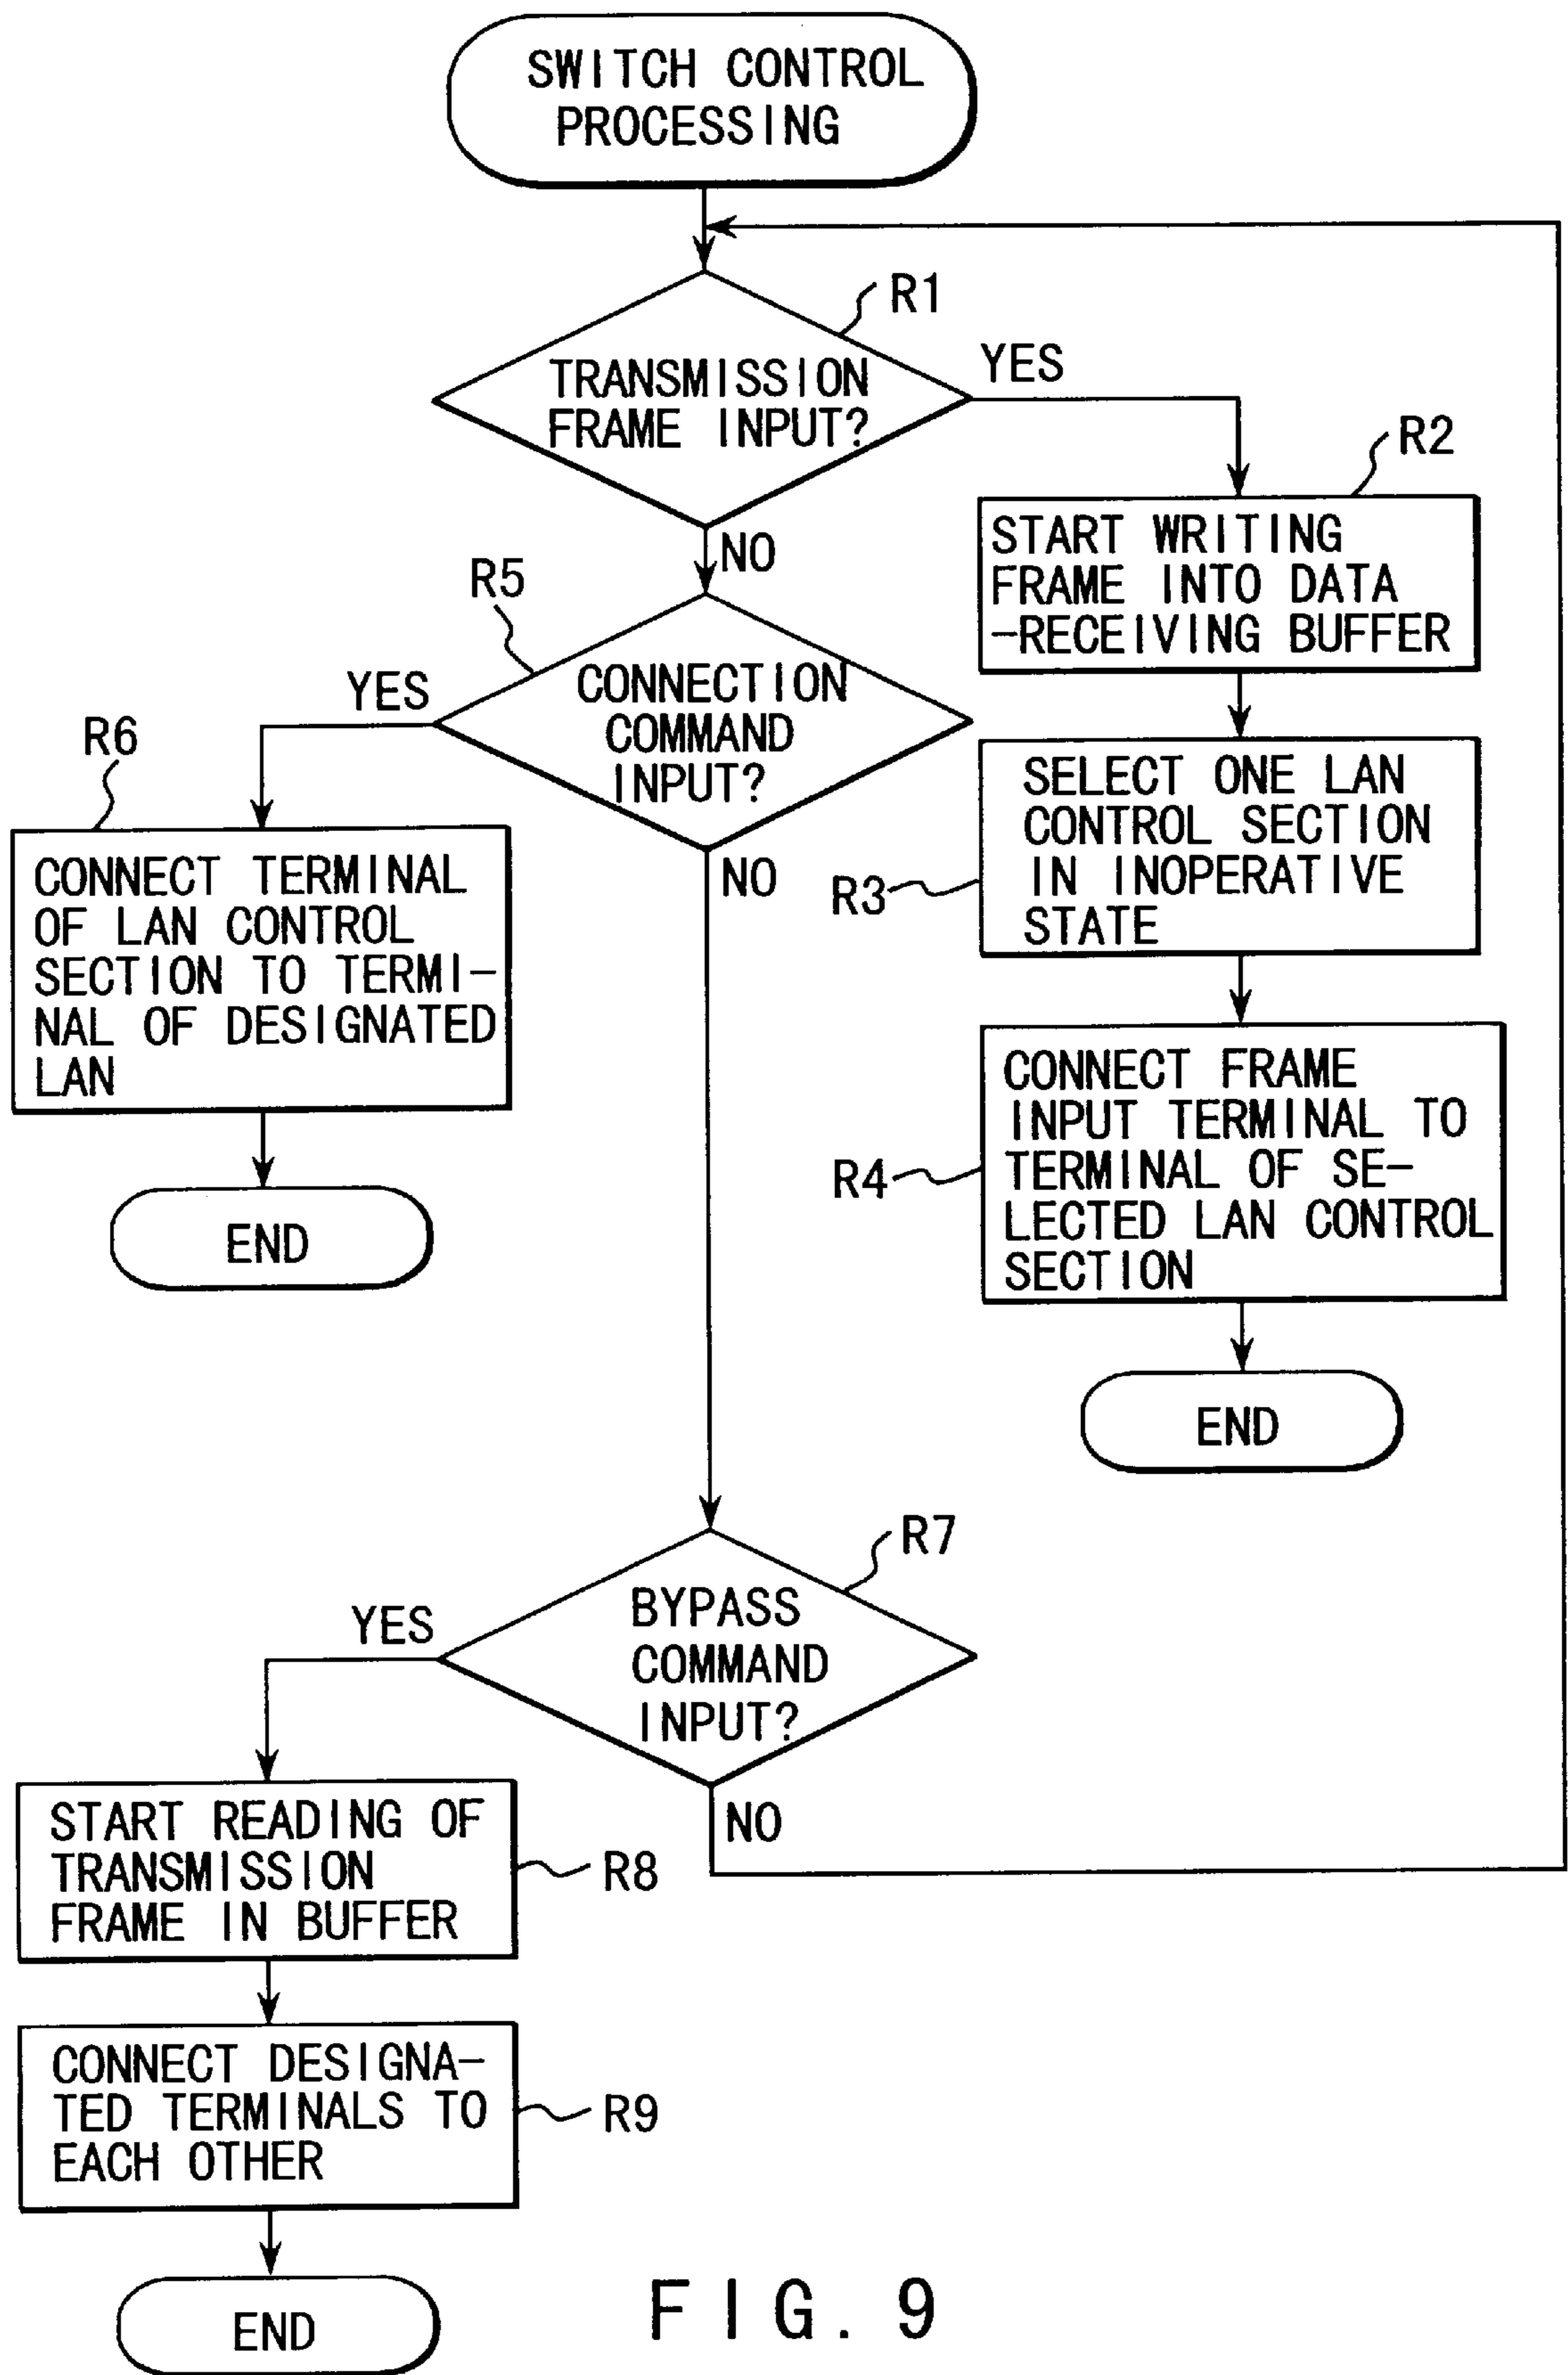 SWITCH CONTROL
PROCESSING
R1
TRANSMISSION
FRAME INPUT?
YES
NO
R2
START WRITING
FRAME INTO DATA
-RECEIVING BUFFER
R3
SELECT ONE LAN
CONTROL SECTION
IN INOPERATIVE
STATE
R4
CONNECT FRAME
INPUT TERMINAL TO
TERMINAL OF SE-
LECTED LAN CONTROL
SECTION
END
R5
CONNECTION
COMMAND
INPUT?
YES
NO
R6
CONNECT TERMINAL
OF LAN CONTROL
SECTION TO TERMI-
NAL OF DESIGNATED
LAN
END
R7
BYPASS
COMMAND
INPUT?
YES
NO
START READING OF
TRANSMISSION
FRAME IN BUFFER
R8
CONNECT DESIGNA-
TED TERMINALS TO
EACH OTHER
R9
END
FIG. 9